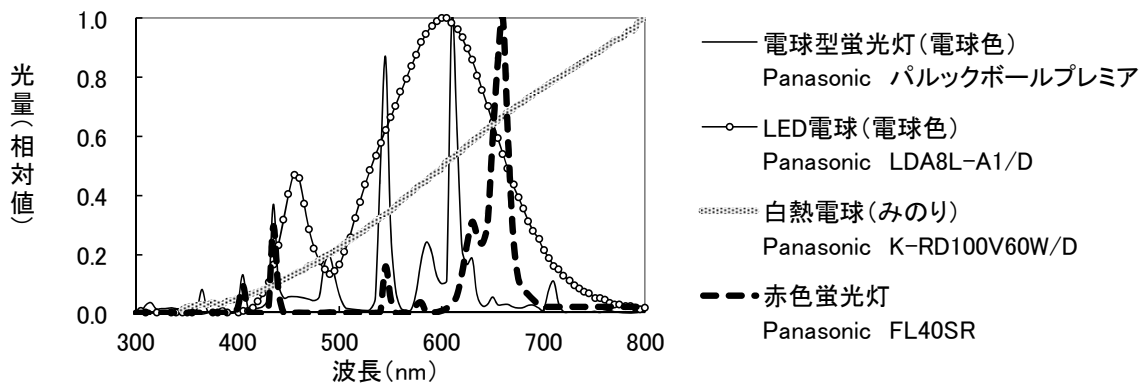 1.0
0.8
0.6
0.4
0.2
0.0
光量(相対値)
300 400 500 600 700 800
波長(nm)
電球型蛍光灯(電球色)
Panasonic パルックボールプレミア
LED電球(電球色)
Panasonic LDA8L-A1/D
白熱電球(みのり)
Panasonic K-RD100V60W/D
赤色蛍光灯
Panasonic FL40SR